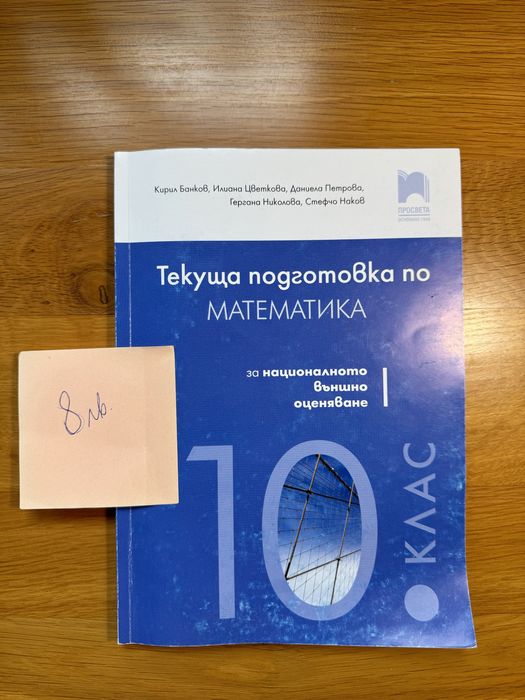 Кирил Банков, Илиана Цветкова, Даниела Петрова,
Гергана Николова, Стефчо Наков
ПРОСВЕТА
Текуща подготовка по
МАТЕМАТИКА
за националното
външно
оценяване
8 лв.
10. КЛАС